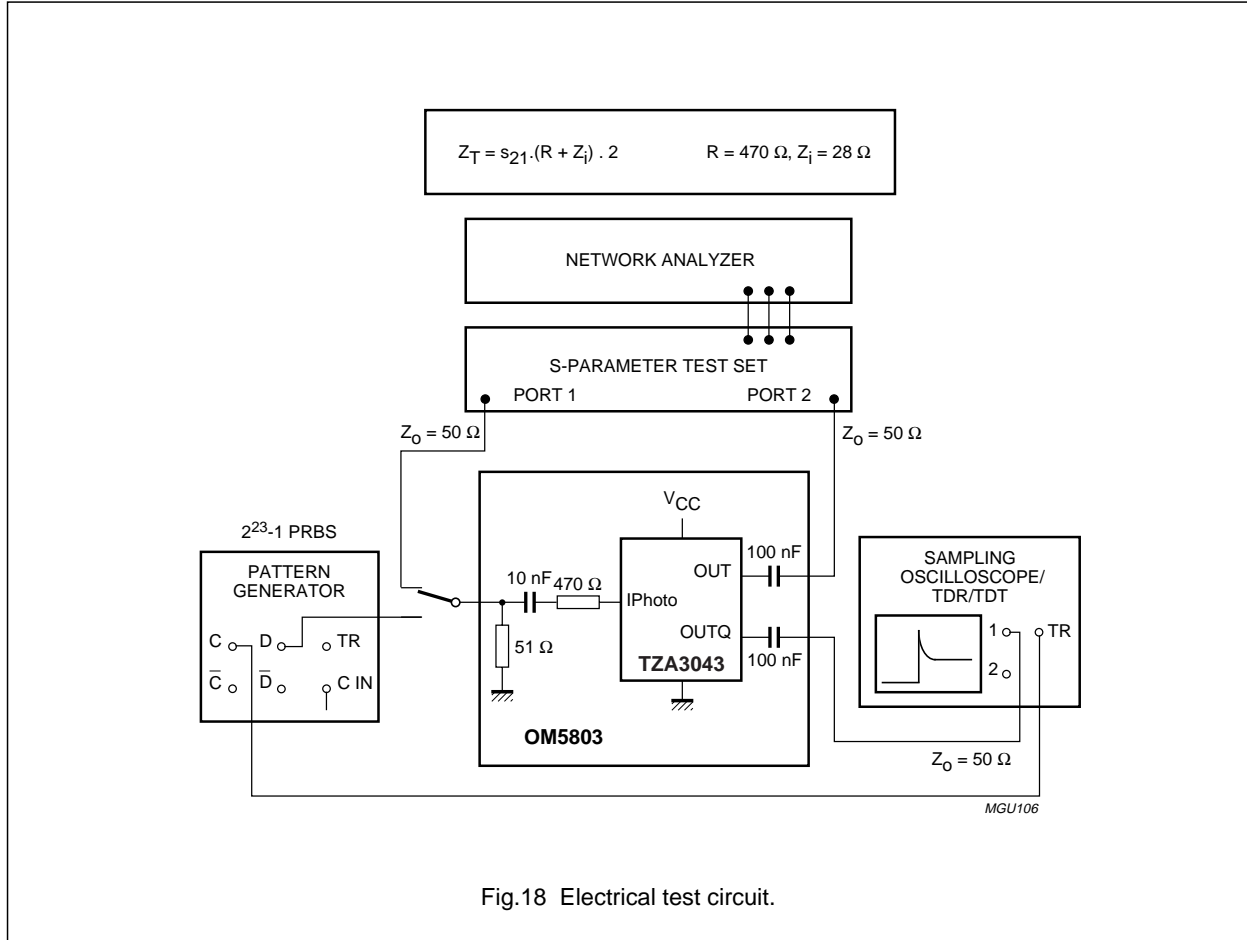 Z_T = s_21.(R + Z_i) . 2 R = 470 Ω, Z_i = 28 Ω
NETWORK ANALYZER
S-PARAMETER TEST SET
PORT 1 PORT 2
Z_o = 50 Ω Z_o = 50 Ω
2^23-1 PRBS
PATTERN
GENERATOR
C D TR
C̅ D̅ C IN
V_CC
10 nF 470 Ω
IPhoto
51 Ω
OUT
100 nF
OUTQ
100 nF
TZA3043
OM5803
SAMPLING
OSCILLOSCOPE/
TDR/TDT
1 TR
2
Z_o = 50 Ω
MGU106
Fig.18 Electrical test circuit.